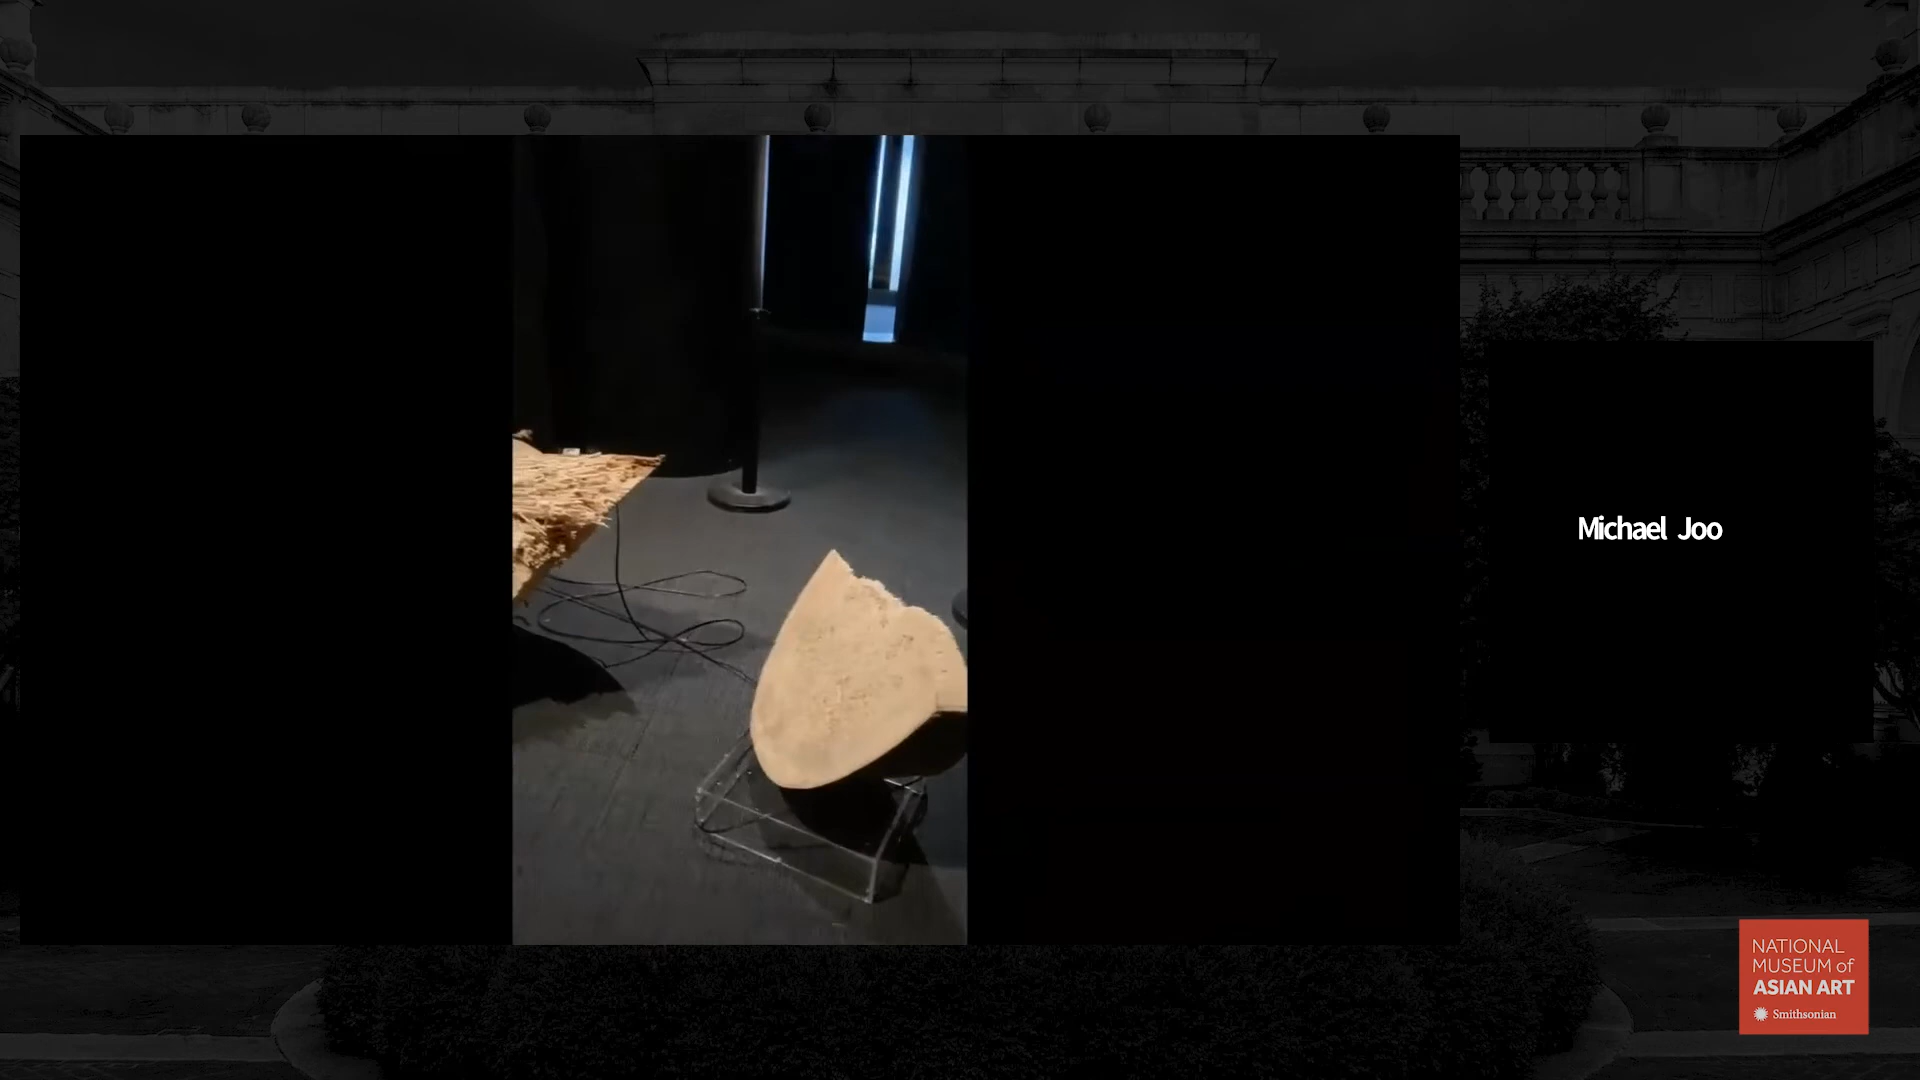 Michael Joo
NATIONAL
MUSEUM of
ASIAN ART
Smithsonian